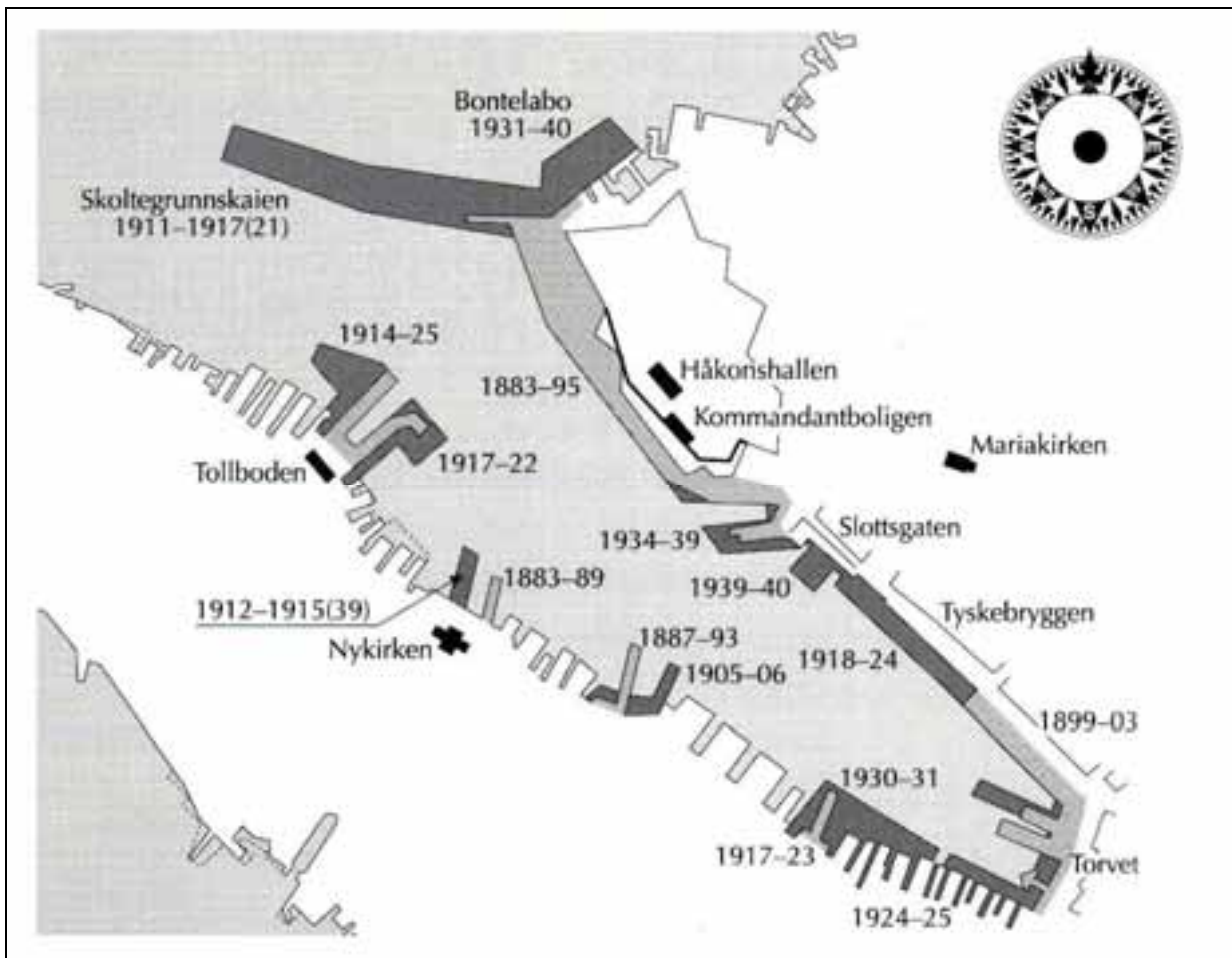 Bontelabo
1931–40
Skoltegrunnskaien
1911–1917(21)
1914–25
1883–95
Håkonshallen
Kommandantboligen
Mariakirken
Tollboden
1917–22
Slottsgaten
1934–39
1883–89
1939–40
1912–1915(39)
Tyskebryggen
Nykirken
1887–93
1918–24
1905–06
1899–03
1930–31
1917–23
Torvet
1924–25